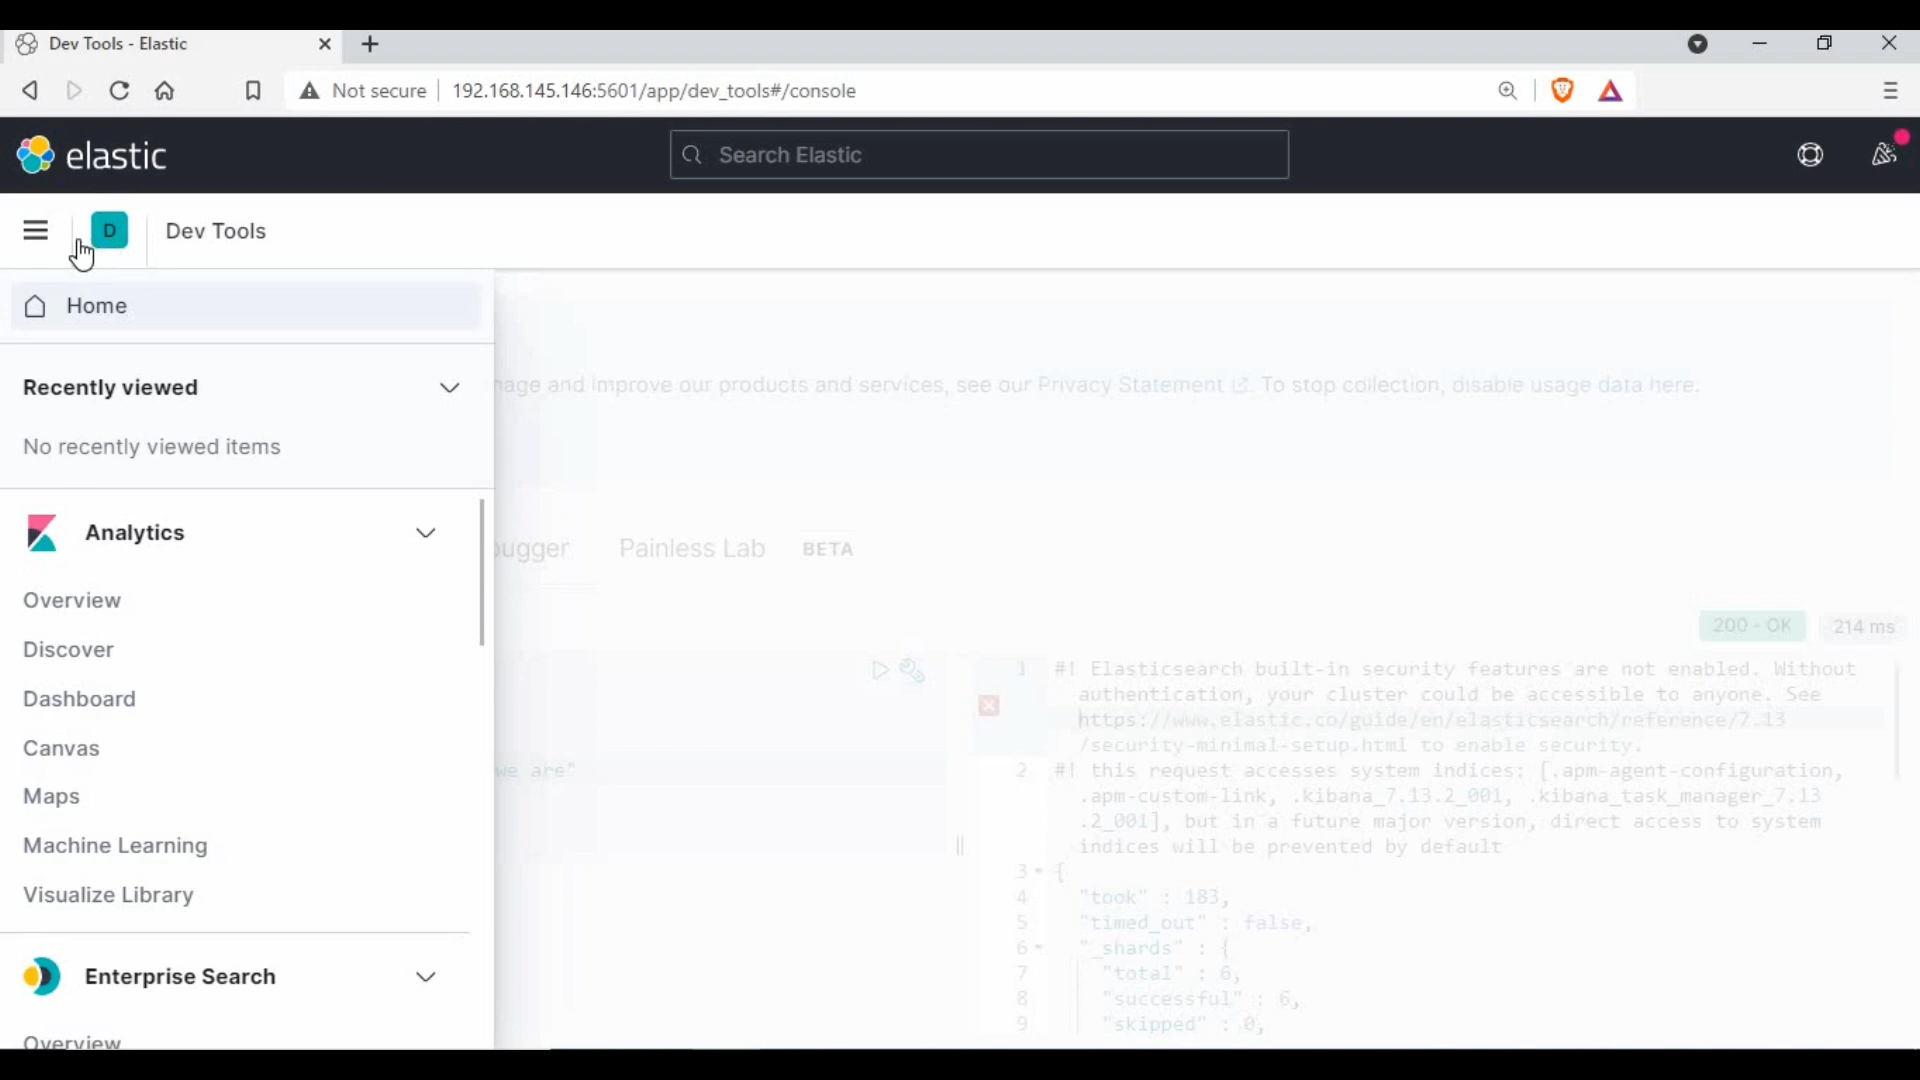 Dev Tools - Elastic
Not secure
192.168.145.146:5601/app/dev_tools#/console
elastic
Search Elastic
D
Dev Tools
Home
Recently viewed
No recently viewed items
and improve our products and services, see our Privacy Statement. To stop collection, disable usage data here.
Analytics
Painless Lab BETA
Overview
Discover
Dashboard
Canvas
Maps
Machine Learning
Visualize Library
Enterprise Search
Overview
200 - OK
214 ms
1 #! Elasticsearch built-in security features are not enabled. Without
authentication, your cluster could be accessible to anyone. See
https://www.elastic.co/guide/en/elasticsearch/reference/7.13
/security-minimal-setup.html to enable security.
we are"
2 #! this request accesses system indices: [.apm-agent-configuration,
.apm-custom-link, .kibana_7.13.2_001, .kibana_task_manager_7.13
.2_001], but in a future major version, direct access to system
indices will be prevented by default
3 {
4 "took" : 183,
5 "timed_out" : false,
6 "_shards" : {
7 "total" : 6,
8 "successful" : 6,
9 "skipped" : 0,